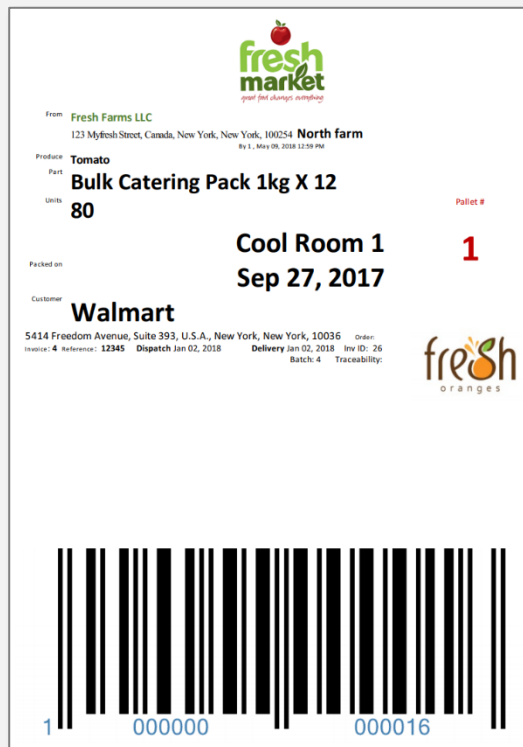 fresh
market
great food changes everything
From Fresh Farms LLC
123 Myfresh Street, Canada, New York, New York, 100254 North farm
By 1 , May 09, 2018 12:59 PM
Produce Tomato
Part Bulk Catering Pack 1kg X 12
Units 80
Pallet #
Cool Room 1
1
Packed on Sep 27, 2017
Customer Walmart
5414 Freedom Avenue, Suite 393, U.S.A., New York, New York, 10036 Order:
Invoice: 4 Reference: 12345 Dispatch Jan 02, 2018 Delivery Jan 02, 2018 Inv ID: 26
Batch: 4 Traceability:
fresh
oranges
1 000000 000016